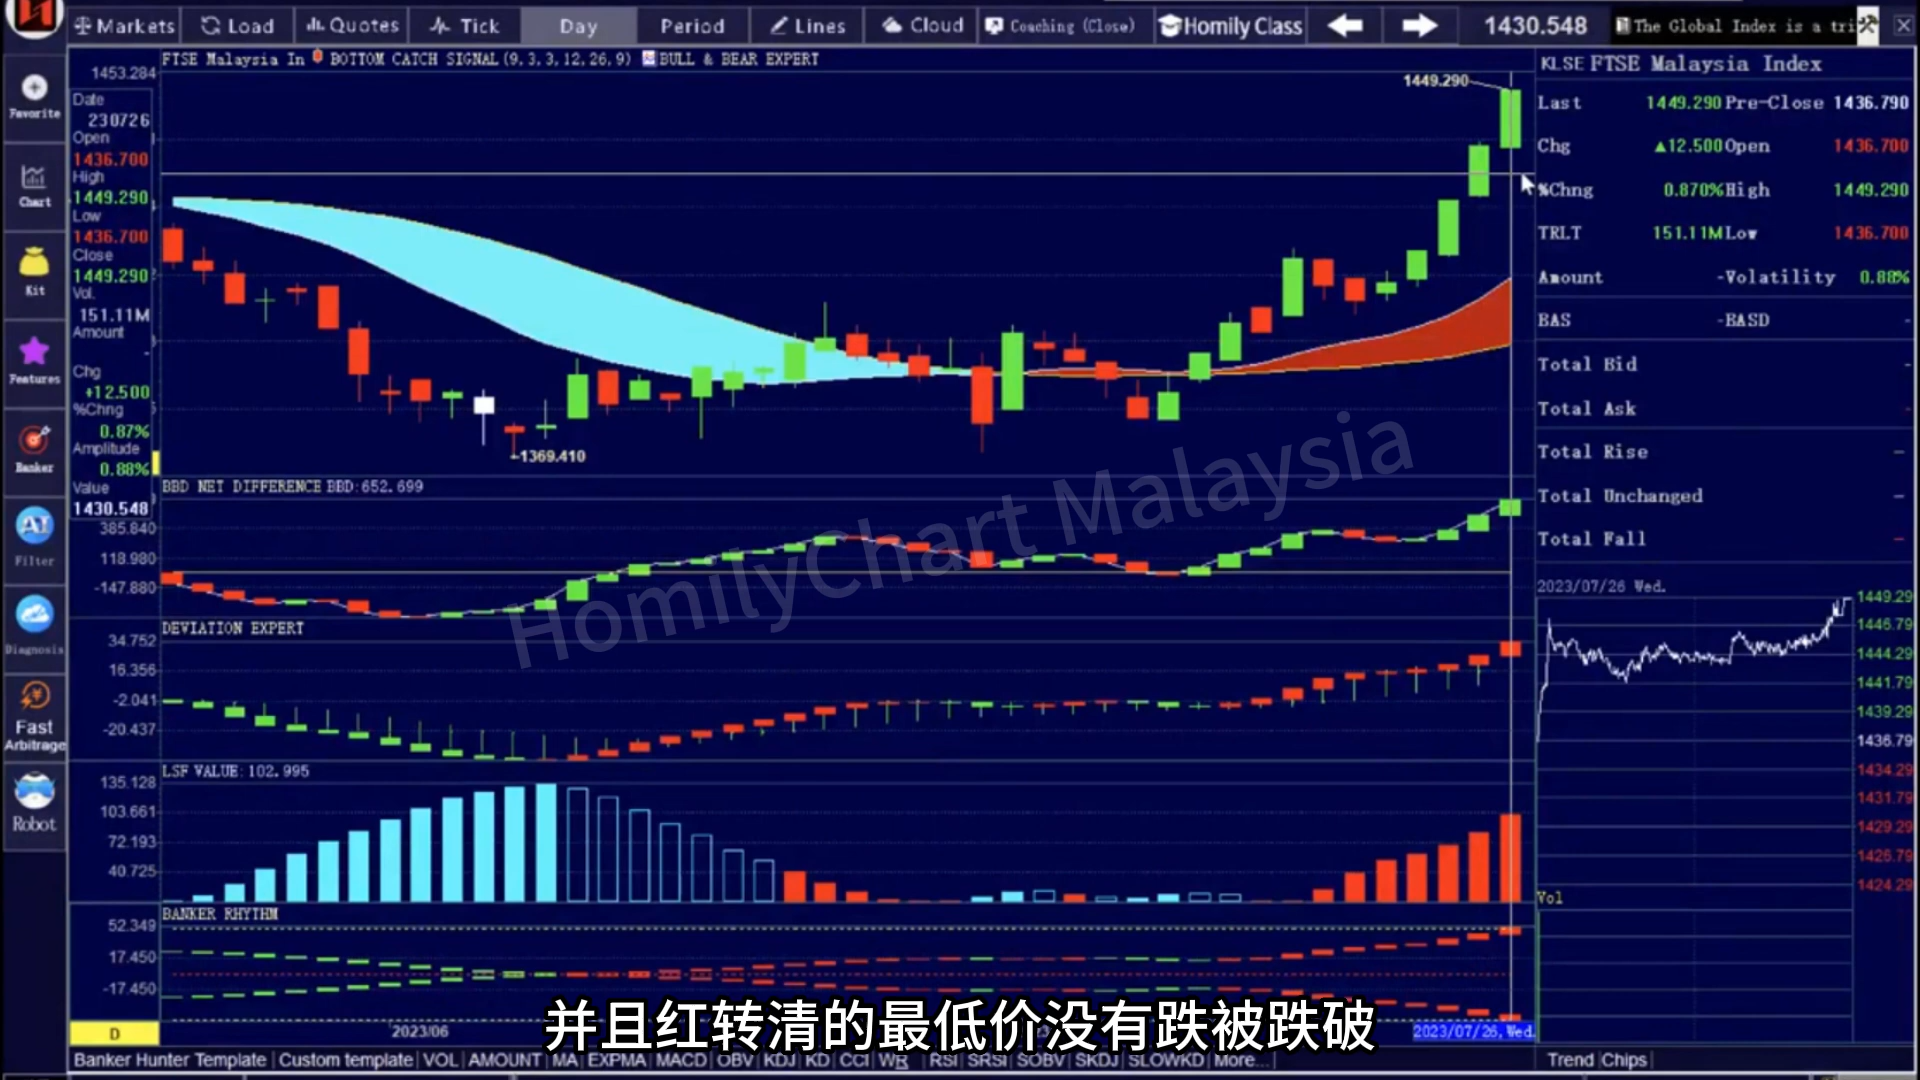 Markets Load Quotes Tick Day Period Lines Cloud Coaching (Close) Homily Class 1430.548 The Global Index is a tri
FTSE Malaysia In BOTTOM CATCH SIGNAL(9,3,3,12,26,9) BULL & BEAR EXPERT
KLSE FTSE Malaysia Index
Favorite
Chart
Kit
Features
Banker
Filter
Diagnosis
Fast
Arbitrage
Robot
1453.284
Date
230726
Open
1436.700
High
1449.290
Low
1436.700
Close
1449.290
Vol.
151.11M
Amount
-
Chg
+12.500
%Chng
0.87%
Amplitude
0.88%
Value
1430.548
1449.290
1369.410
BBD NET DIFFERENCE BBD:652.699
385.840
118.980
-147.880
DEVIATION EXPERT
34.752
16.356
-2.041
-20.437
LSF VALUE:102.995
135.128
103.661
72.193
40.725
BANKER RHYTHM
52.349
17.450
-17.450
HomilyChart Malaysia
Last 1449.290 Pre-Close 1436.790
Chg ▲12.500 Open 1436.700
%Chng 0.870% High 1449.290
TRLT 151.11M Low 1436.700
Amount - Volatility 0.88%
BAS - BASD -
Total Bid -
Total Ask -
Total Rise -
Total Unchanged -
Total Fall -
2023/07/26 Wed.
1449.29
1446.79
1444.29
1441.79
1439.29
1436.79
1434.29
1431.79
1429.29
1426.79
1424.29
Vol
D 2023/06 2023/07/26,Wed.
并且红转清的最低价没有跌被跌破
Banker Hunter Template Custom template VOL AMOUNT MA EXPMA MACD OBV KDJ KD CCI WR RSI SRSI SOBV SKDJ SLOWKD More... Trend Chips